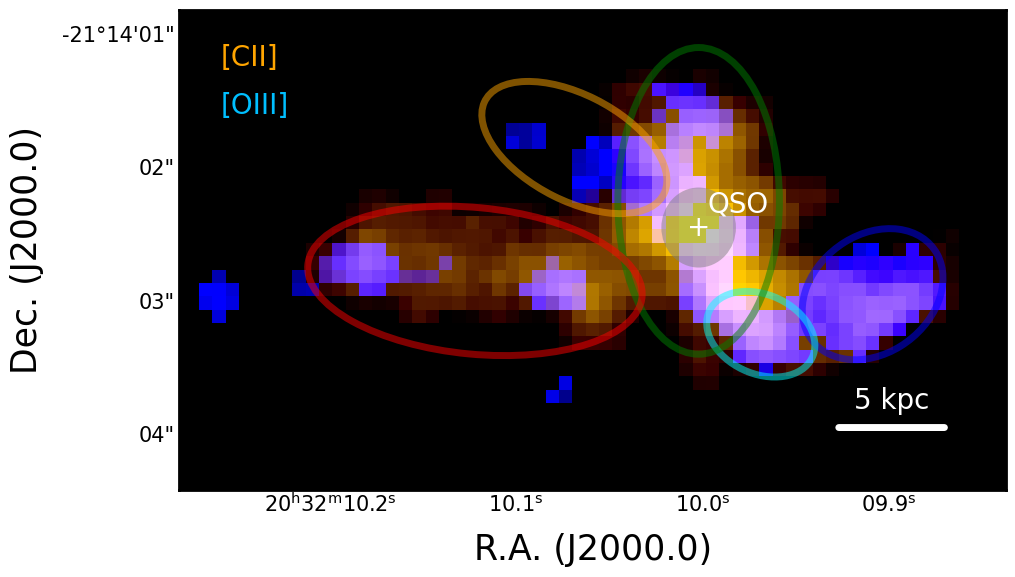 -21°14'01"
[CII]
[OIII]
02"
QSO
03"
5 kpc
04"
Dec. (J2000.0)
20ʰ32ᵐ10.2ˢ 10.1ˢ 10.0ˢ 09.9ˢ
R.A. (J2000.0)